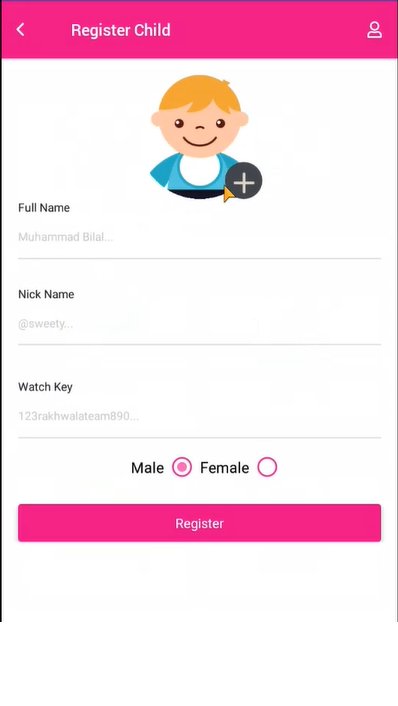 Register Child
Full Name
Muhammad Bilal...
Nick Name
@sweety...
Watch Key
123rakhwalateam890...
Male Female
Register